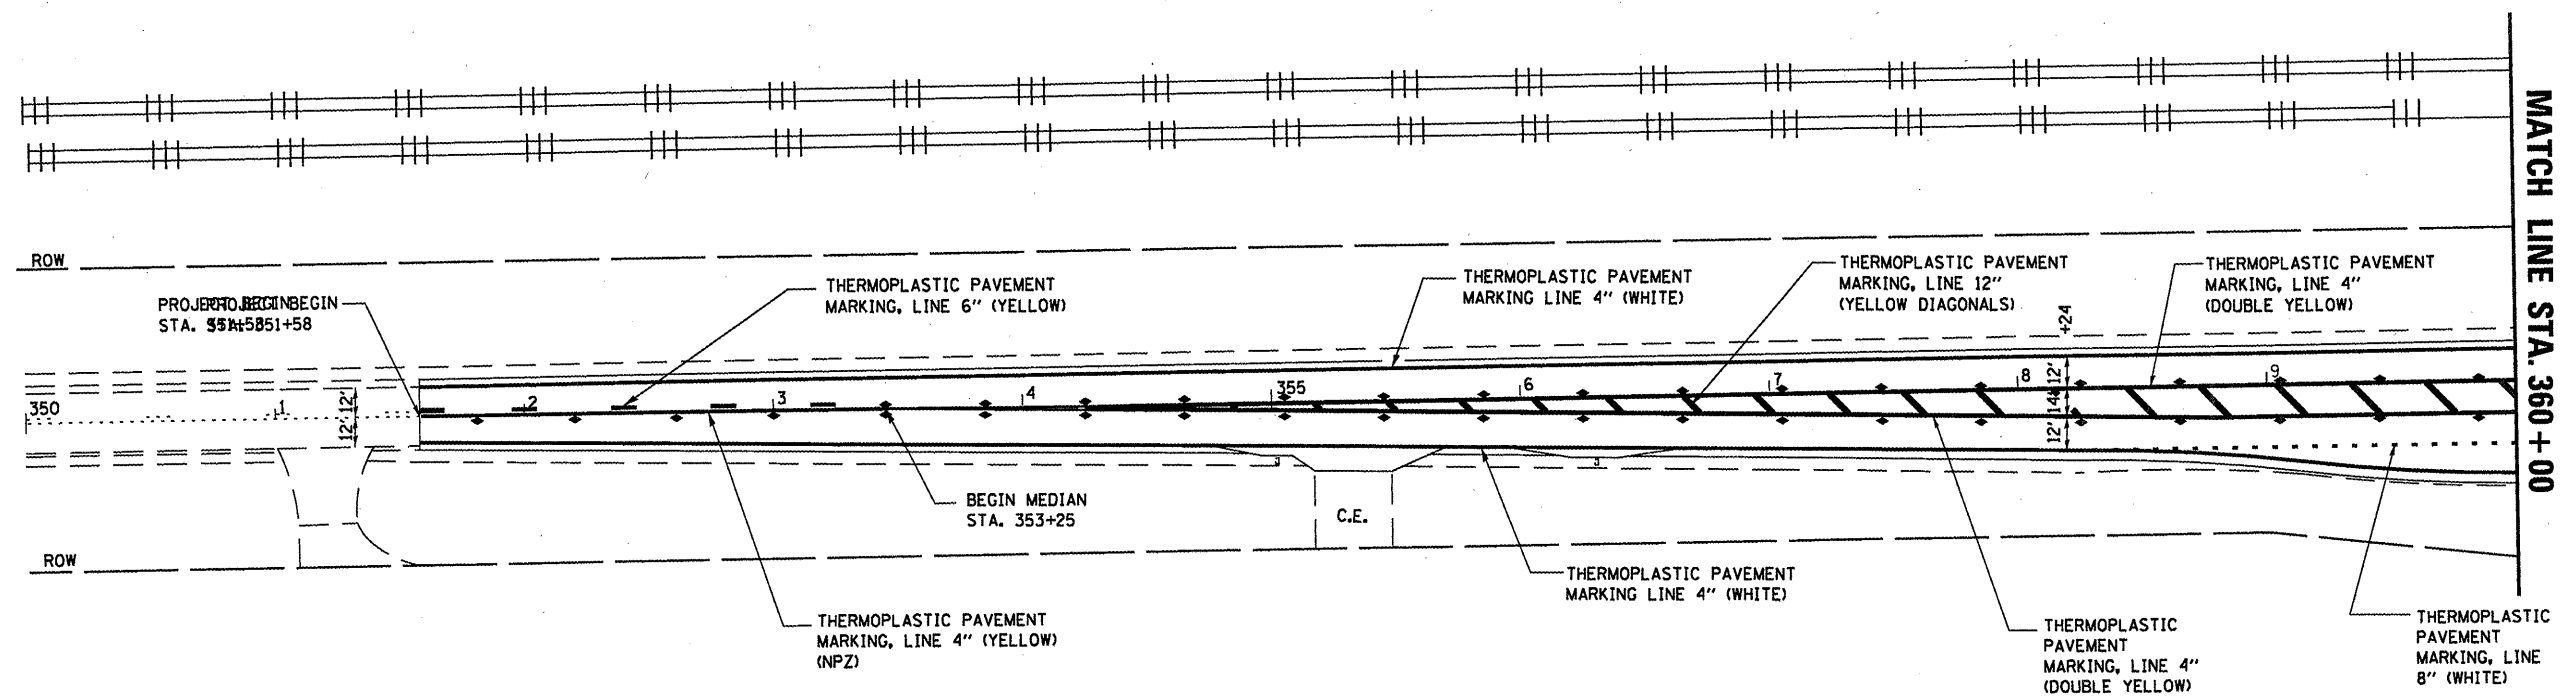 MATCH LINE STA. 360+00
ROW
PROJECT BEGIN
STA. 351+58
THERMOPLASTIC PAVEMENT
MARKING, LINE 6" (YELLOW)
THERMOPLASTIC PAVEMENT
MARKING LINE 4" (WHITE)
THERMOPLASTIC PAVEMENT
MARKING, LINE 12"
(YELLOW DIAGONALS)
THERMOPLASTIC PAVEMENT
MARKING, LINE 4"
(DOUBLE YELLOW)
+24
350
1
2
3
4
355
6
7
8
9
12'
12'
12'
14'
12'
BEGIN MEDIAN
STA. 353+25
C.E.
ROW
THERMOPLASTIC PAVEMENT
MARKING LINE 4" (WHITE)
THERMOPLASTIC PAVEMENT
MARKING, LINE 4" (YELLOW)
(NPZ)
THERMOPLASTIC
PAVEMENT
MARKING, LINE 4"
(DOUBLE YELLOW)
THERMOPLASTIC
PAVEMENT
MARKING, LINE
8" (WHITE)